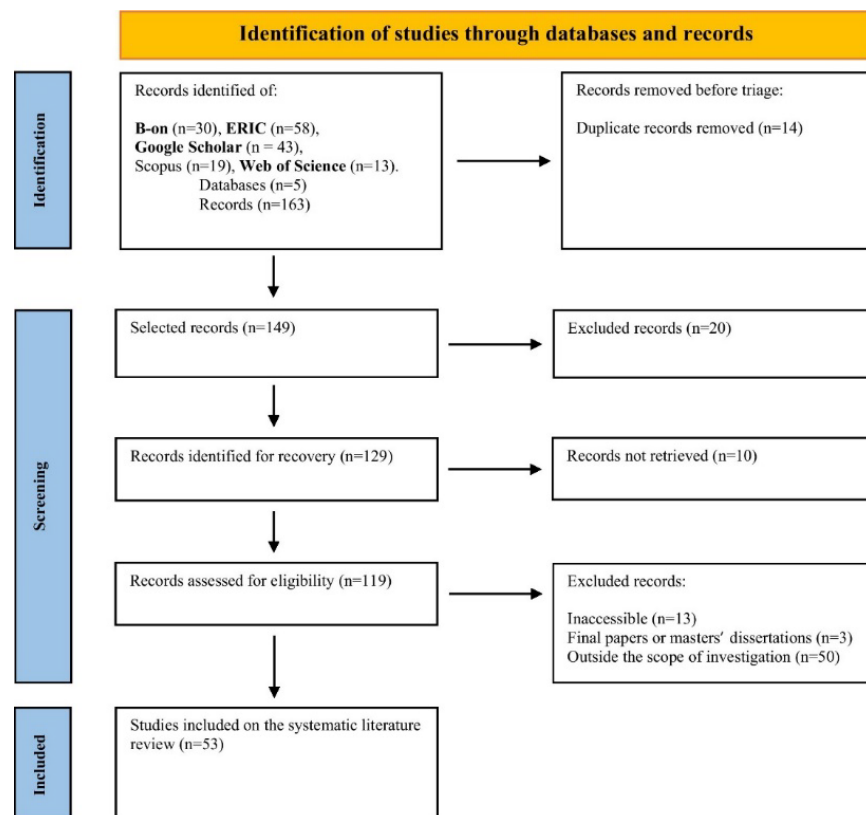 Identification of studies through databases and records
Identification
Records identified of:
B-on (n=30), ERIC (n=58),
Google Scholar (n = 43),
Scopus (n=19), Web of Science (n=13).
Databases (n=5)
Records (n=163)
Records removed before triage:
Duplicate records removed (n=14)
Screening
Selected records (n=149)
Excluded records (n=20)
Records identified for recovery (n=129)
Records not retrieved (n=10)
Records assessed for eligibility (n=119)
Excluded records:
Inaccessible (n=13)
Final papers or masters’ dissertations (n=3)
Outside the scope of investigation (n=50)
Included
Studies included on the systematic literature
review (n=53)